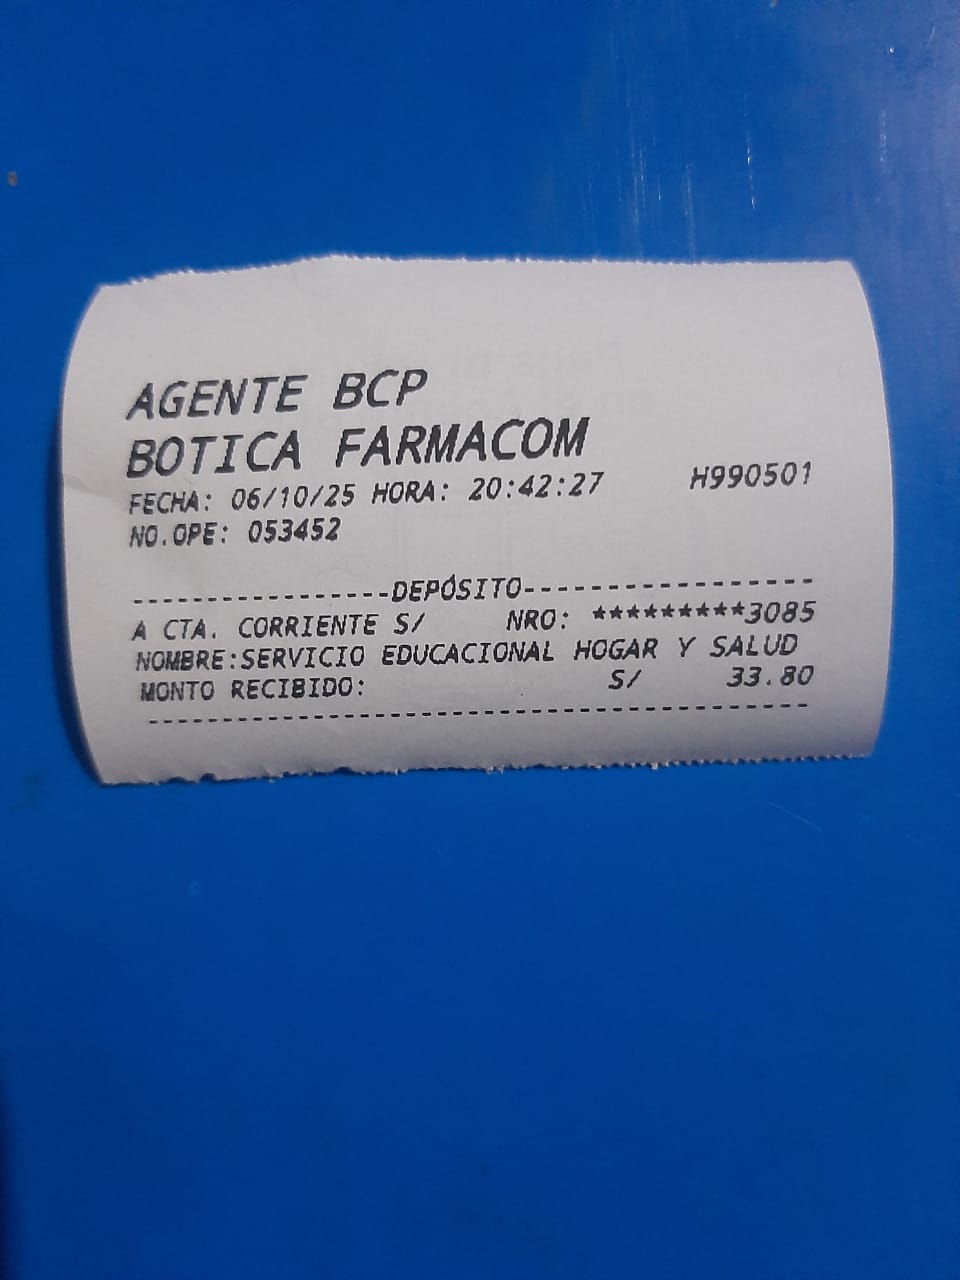 AGENTE BCP
BOTICA FARMACOM
FECHA: 06/10/25 HORA: 20:42:27 H990501
NO.OPE: 053452
-----------------DEPÓSITO-----------------
A CTA. CORRIENTE S/ NRO: *********3085
NOMBRE:SERVICIO EDUCACIONAL HOGAR Y SALUD
MONTO RECIBIDO: S/ 33.80
------------------------------------------